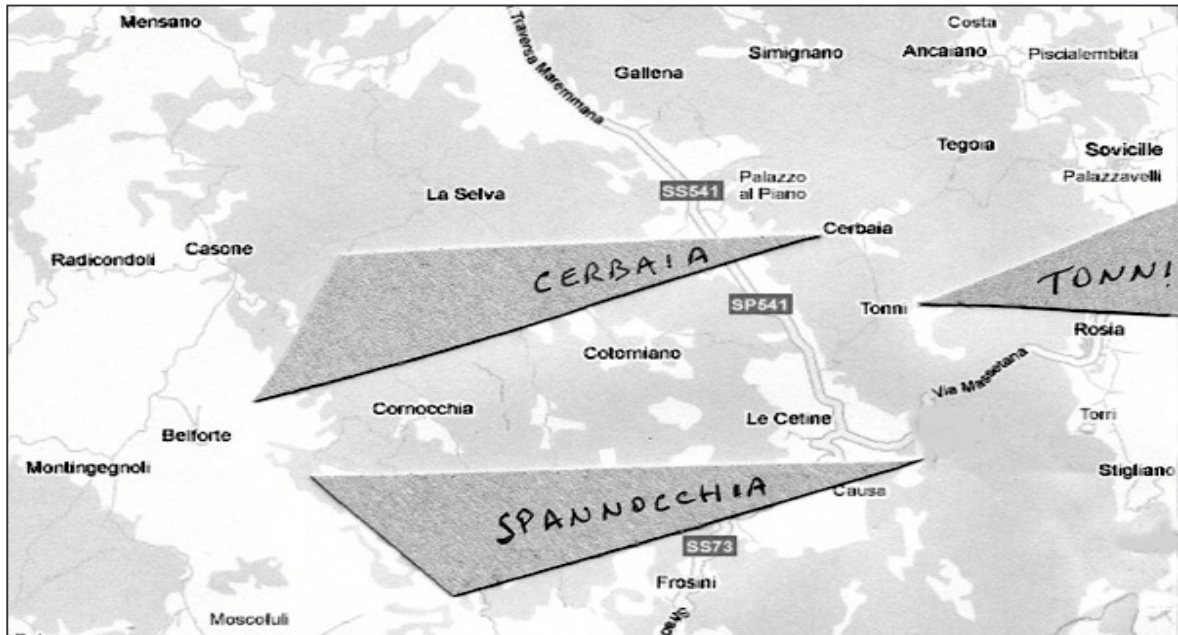 Mensano
Traversa Maremmana
Gallena
Simignano
Costa
Ancaiano
Piscialembita
Tegoia
Sovicille
Palazzavelli
La Selva
SS541
Palazzo
al Piano
Casone
Radicondoli
Cerbaia
CERBAIA
TONNI
SP541
Tonni
Rosia
Cotorniano
Via Massetana
Cornocchia
Le Cetine
Torri
Belforte
Montingegnoli
Stigliano
Causa
SPANNOCCHIA
SS73
Frosini
Moscofuli